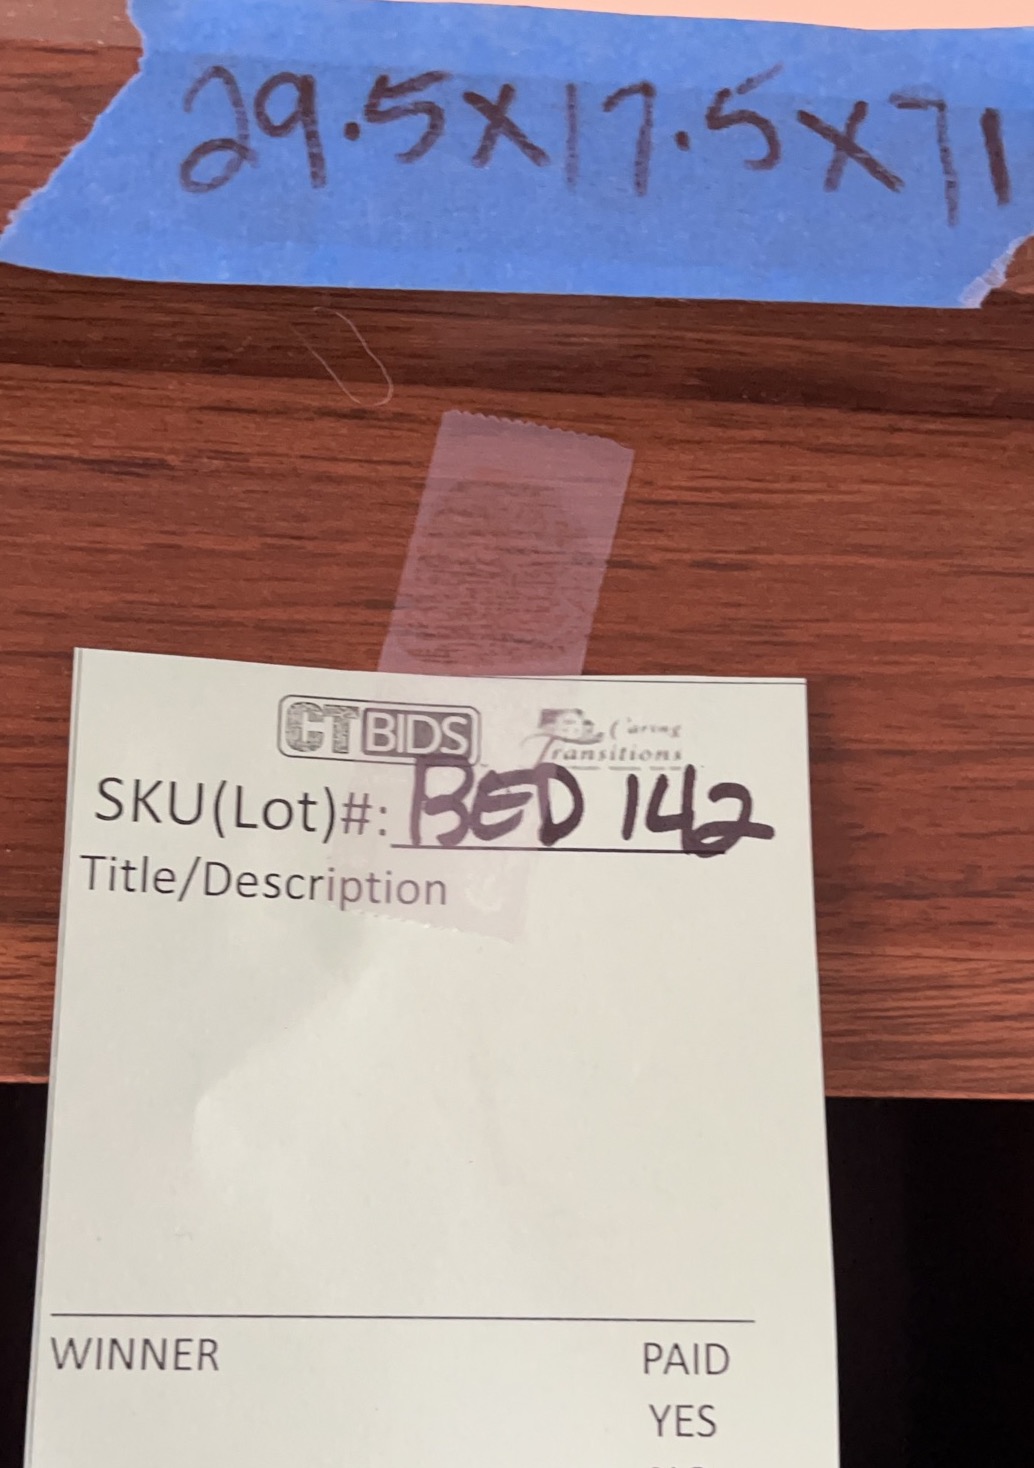 29.5X17.5X71
CT BIDS
Caring
Transitions
SKU(Lot)#: BED 142
Title/Description
WINNER PAID
YES